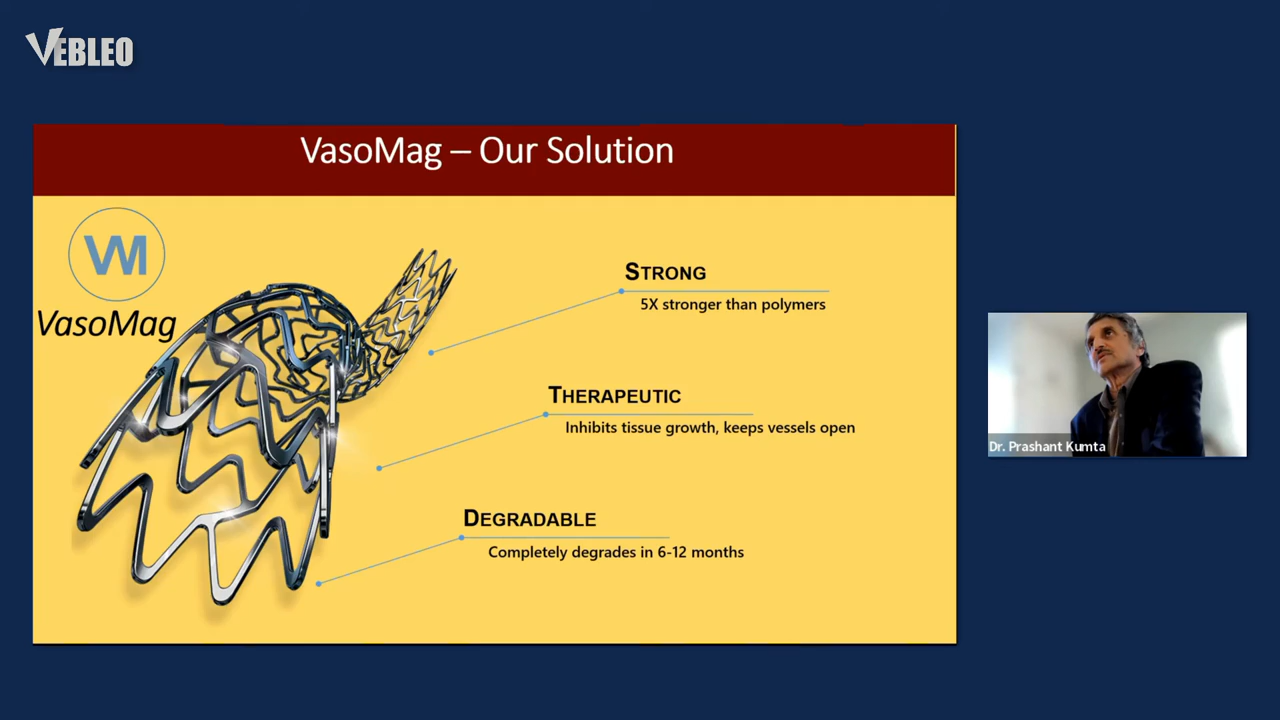 VEBLEO
VasoMag – Our Solution
VM
VasoMag
STRONG
5X stronger than polymers
THERAPEUTIC
Inhibits tissue growth, keeps vessels open
DEGRADABLE
Completely degrades in 6-12 months
Dr. Prashant Kumta